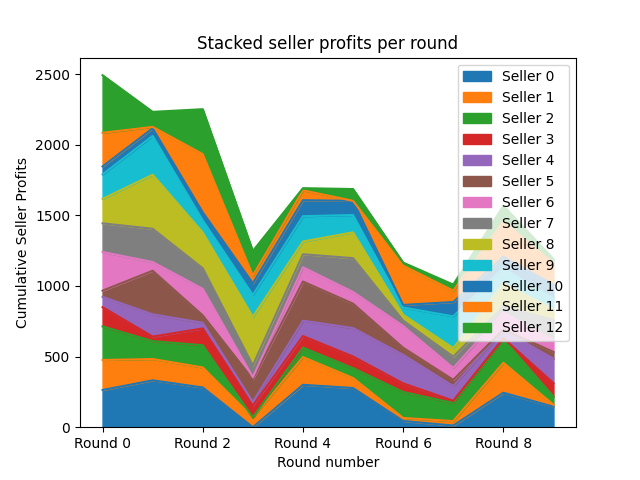 Stacked seller profits per round
Cumulative Seller Profits
2500
2000
1500
1000
500
0
Round 0
Round 2
Round 4
Round 6
Round 8
Round number
Seller 0
Seller 1
Seller 2
Seller 3
Seller 4
Seller 5
Seller 6
Seller 7
Seller 8
Seller 9
Seller 10
Seller 11
Seller 12